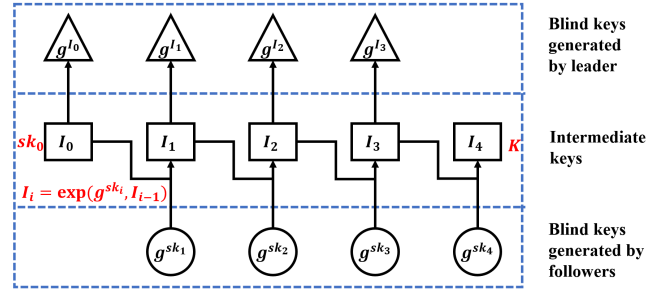 g^{I_0} g^{I_1} g^{I_2} g^{I_3}
Blind keys
generated
by leader
sk_0 I_0 I_1 I_2 I_3 I_4 K
Intermediate
keys
I_i = exp(g^{sk_i}, I_{i-1})
g^{sk_1} g^{sk_2} g^{sk_3} g^{sk_4}
Blind keys
generated by
followers